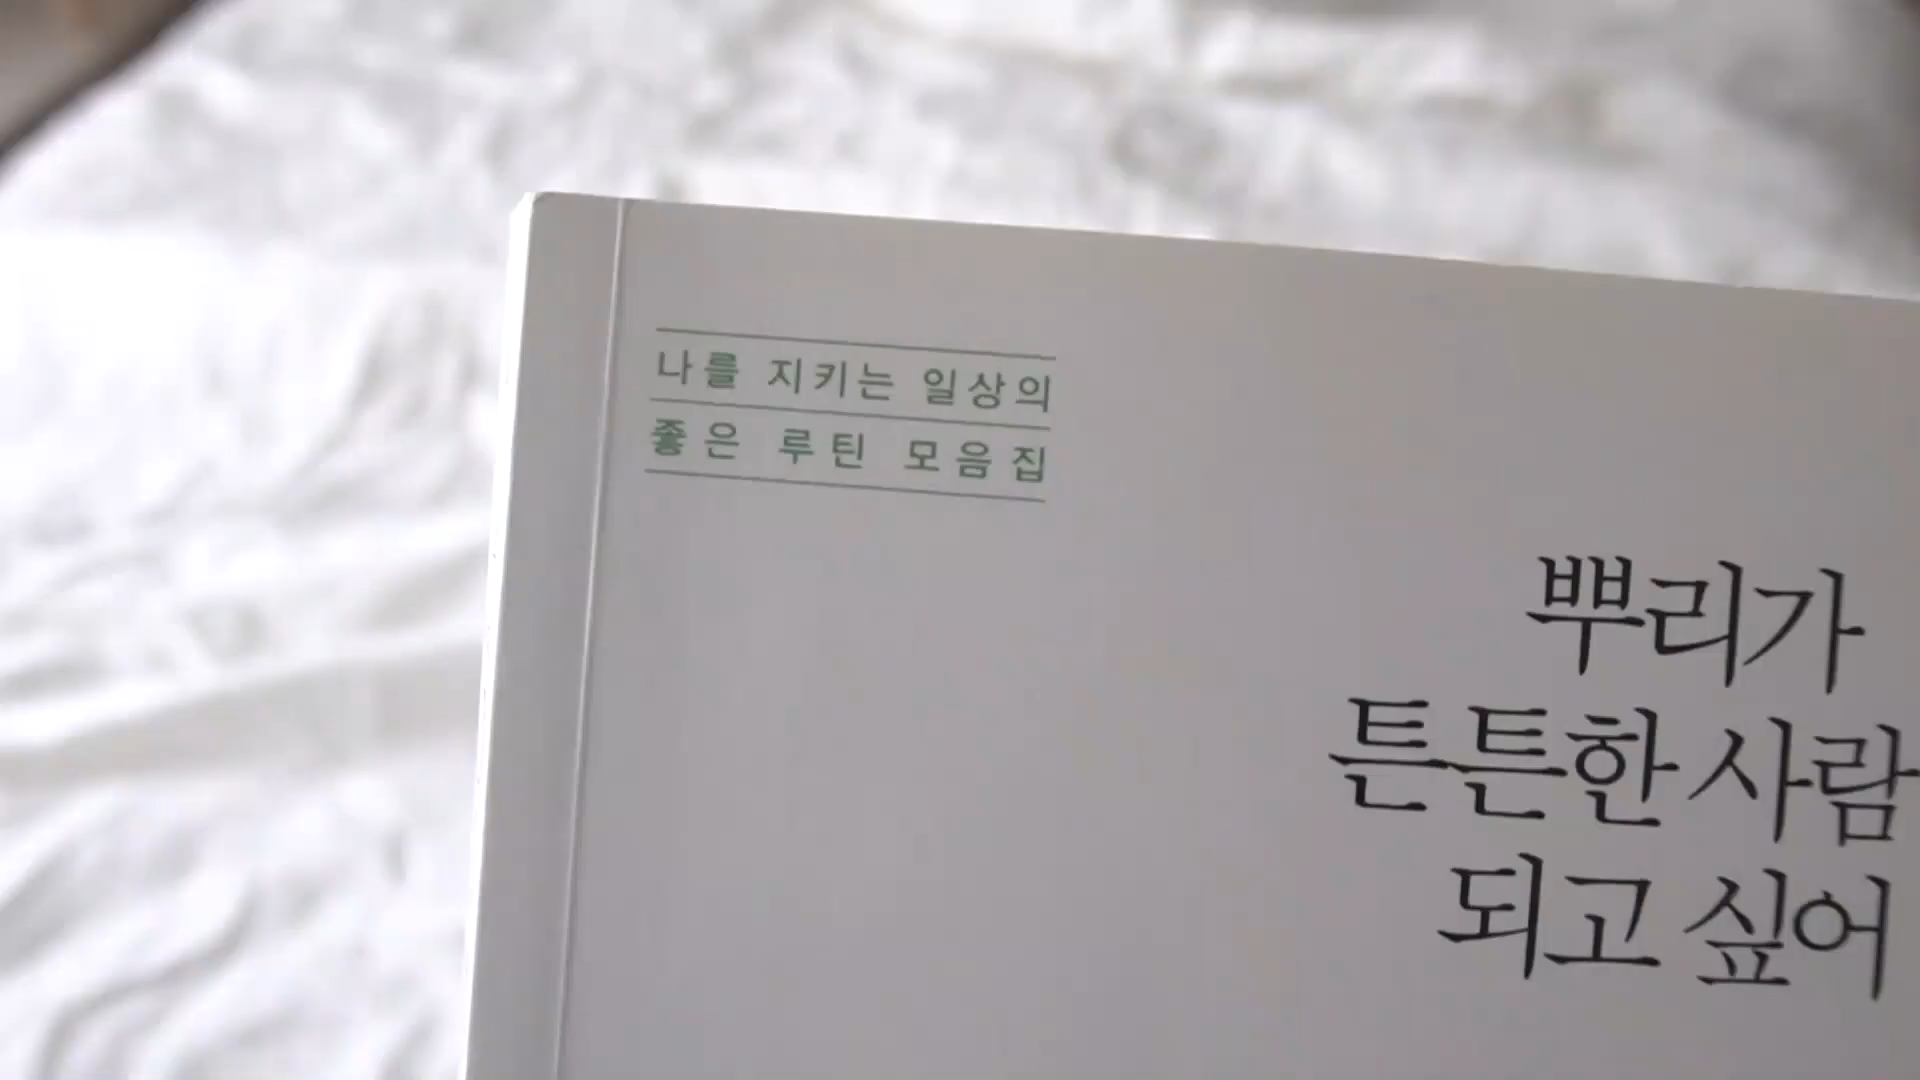 나를 지키는 일상의
좋은 루틴 모음집
뿌리가
튼튼한 사람
되고 싶어